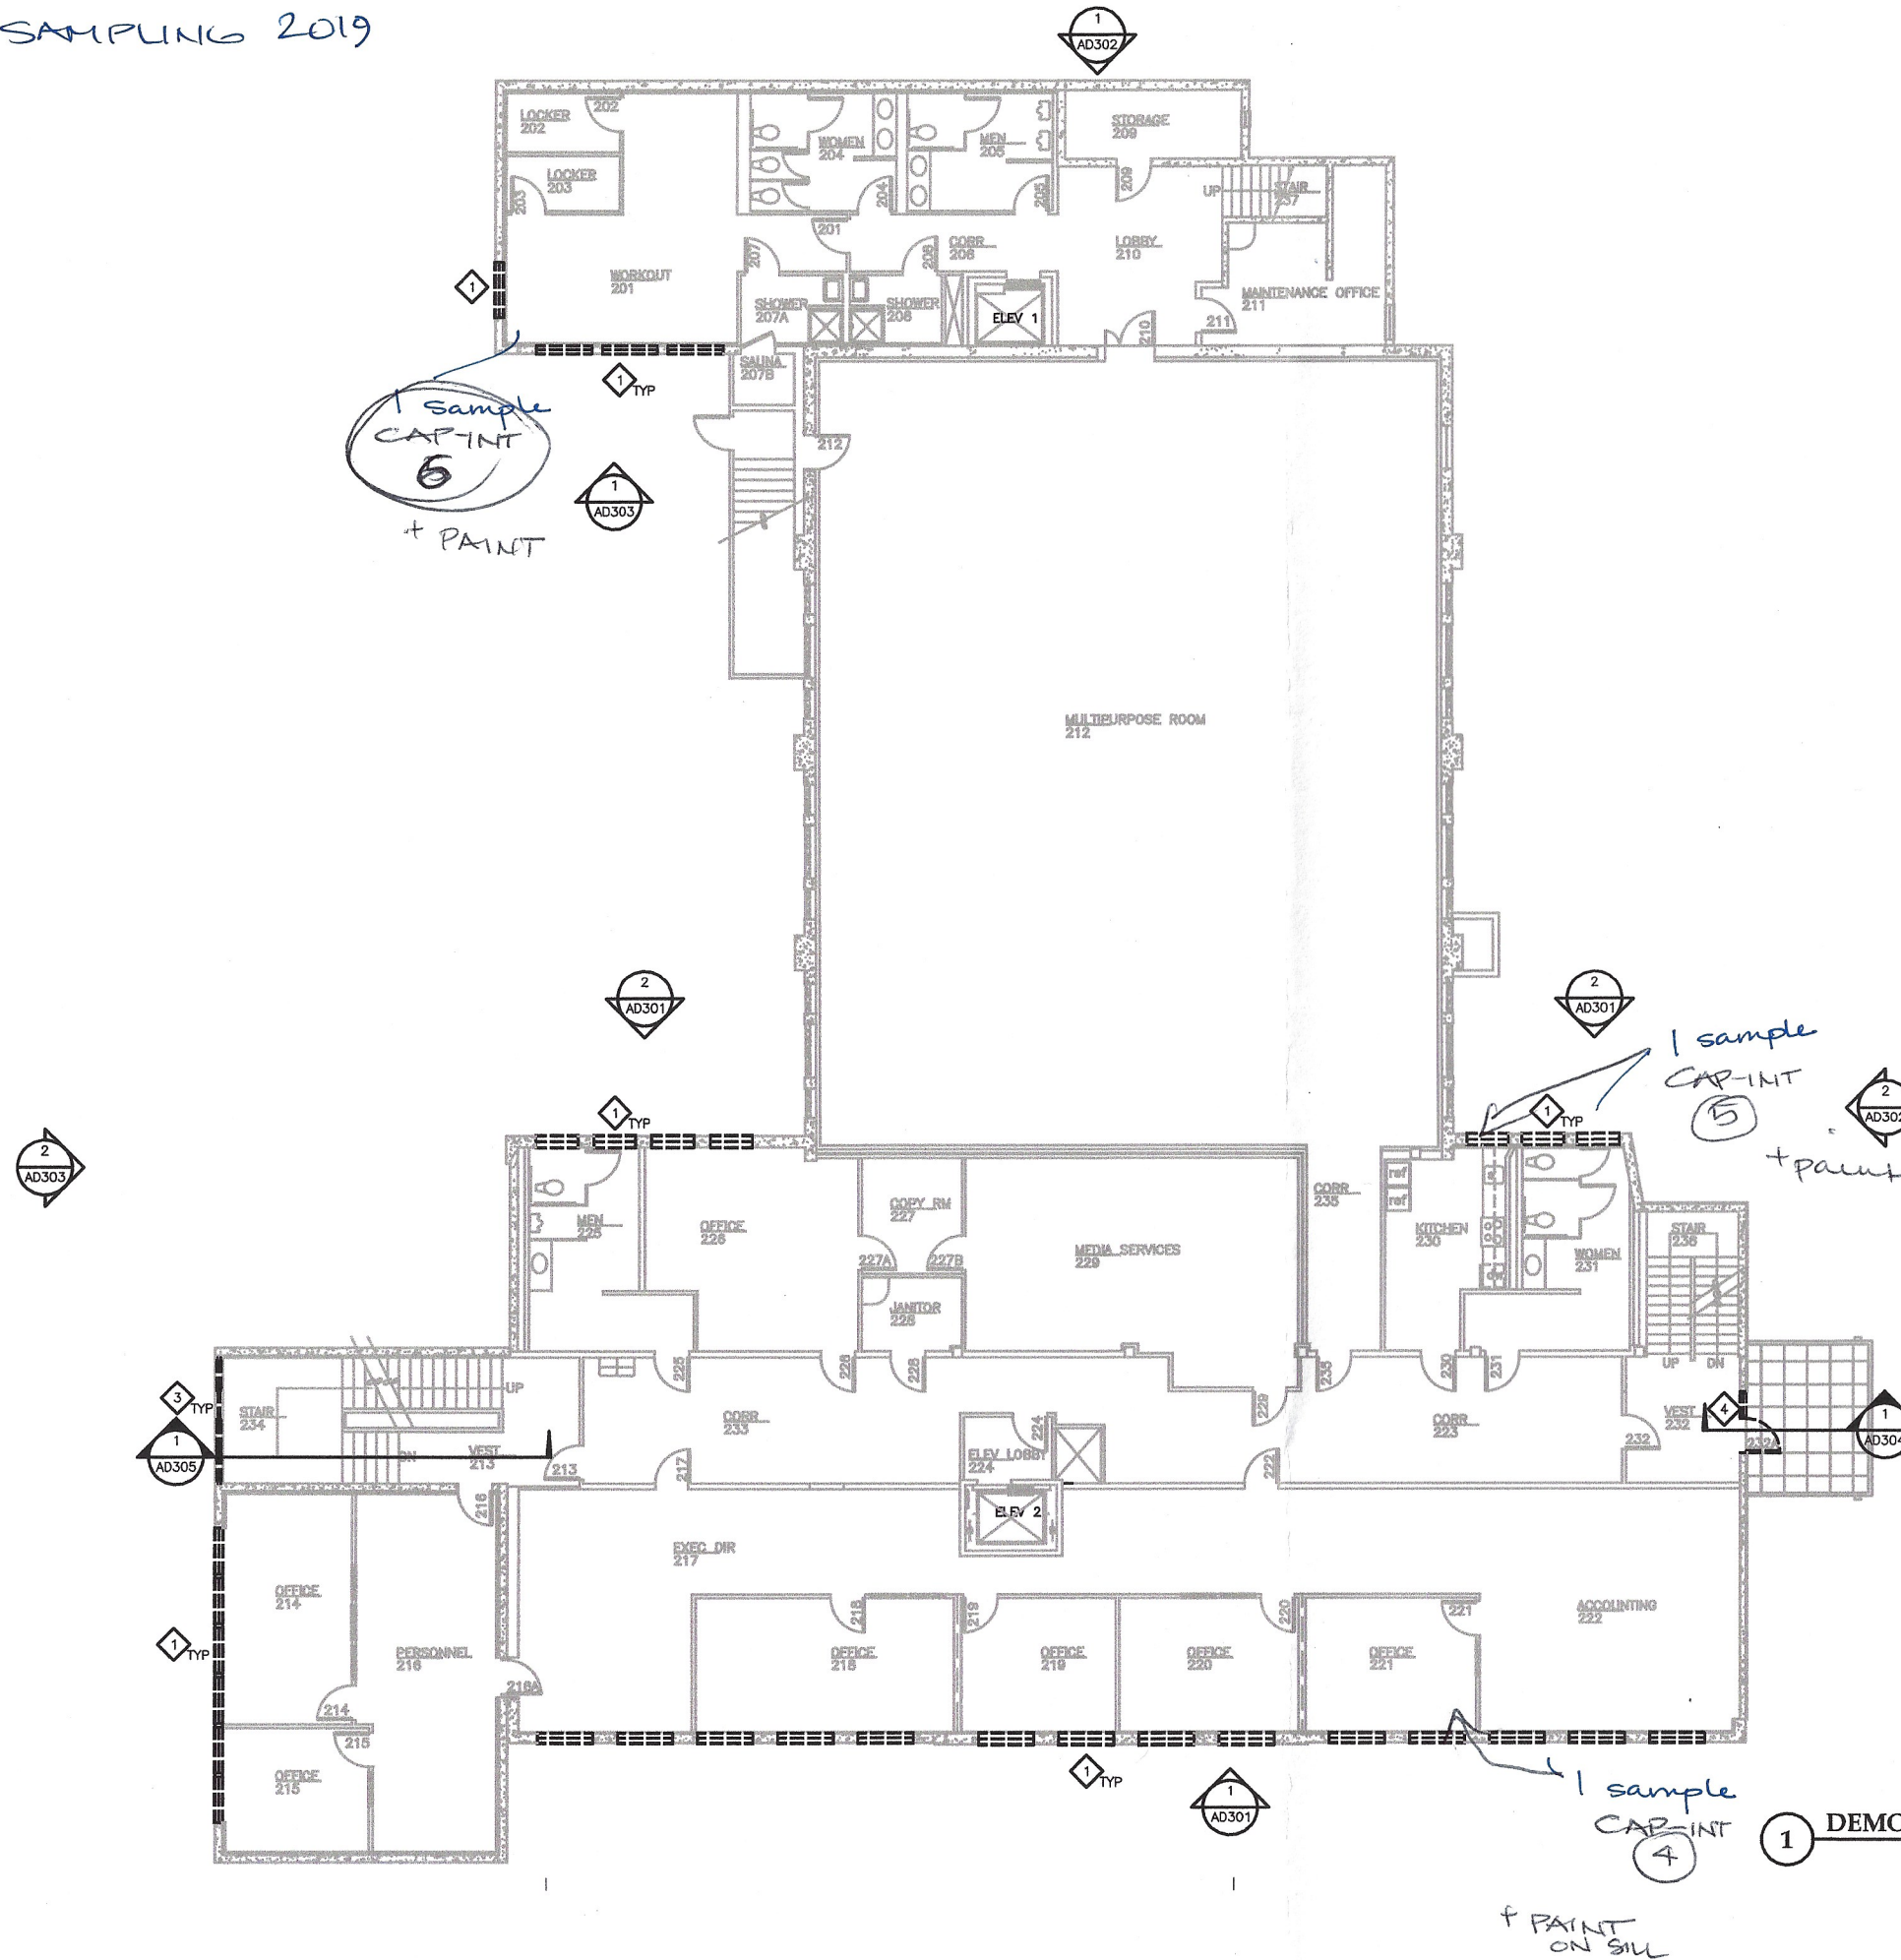 SAMPLING 2019
1
AD302
LOCKER
202
202
LOCKER
203
203
WOMEN
204
204
MEN
205
205
STORAGE
209
209
UP
STAIR
237
201
207
208
CORR
206
LOBBY
210
WORKOUT
201
SHOWER
207A
SHOWER
208
ELEV 1
210
211
MAINTENANCE OFFICE
211
1
1
TYP
SAUNA
207B
212
1 sample
CAP-INT
6
+ PAINT
1
AD303
MULTIPURPOSE ROOM
212
2
AD301
2
AD301
1 sample
CAP-INT
5
+ paint
2
AD302
1
TYP
1
TYP
2
AD303
MEN
225
OFFICE
226
COPY RM
227
227A
227B
JANITOR
228
MEDIA SERVICES
229
CORR
235
ref
ref
KITCHEN
230
DW
WOMEN
231
STAIR
236
UP
DN
225
226
228
229
235
230
231
3
TYP
1
AD305
STAIR
234
UP
DN
VEST
213
213
CORR
233
217
ELEV LOBBY
224
224
222
CORR
223
232
VEST
232
4
232A
1
AD304
216
ELEV 2
EXEC DIR
217
OFFICE
214
214
PERSONNEL
216
216A
215
OFFICE
215
1
TYP
218
OFFICE
218
219
OFFICE
219
220
OFFICE
220
221
OFFICE
221
ACCOUNTING
222
1
TYP
1
AD301
1 sample
CAP-INT
4
+ PAINT
ON SILL
1
DEMO